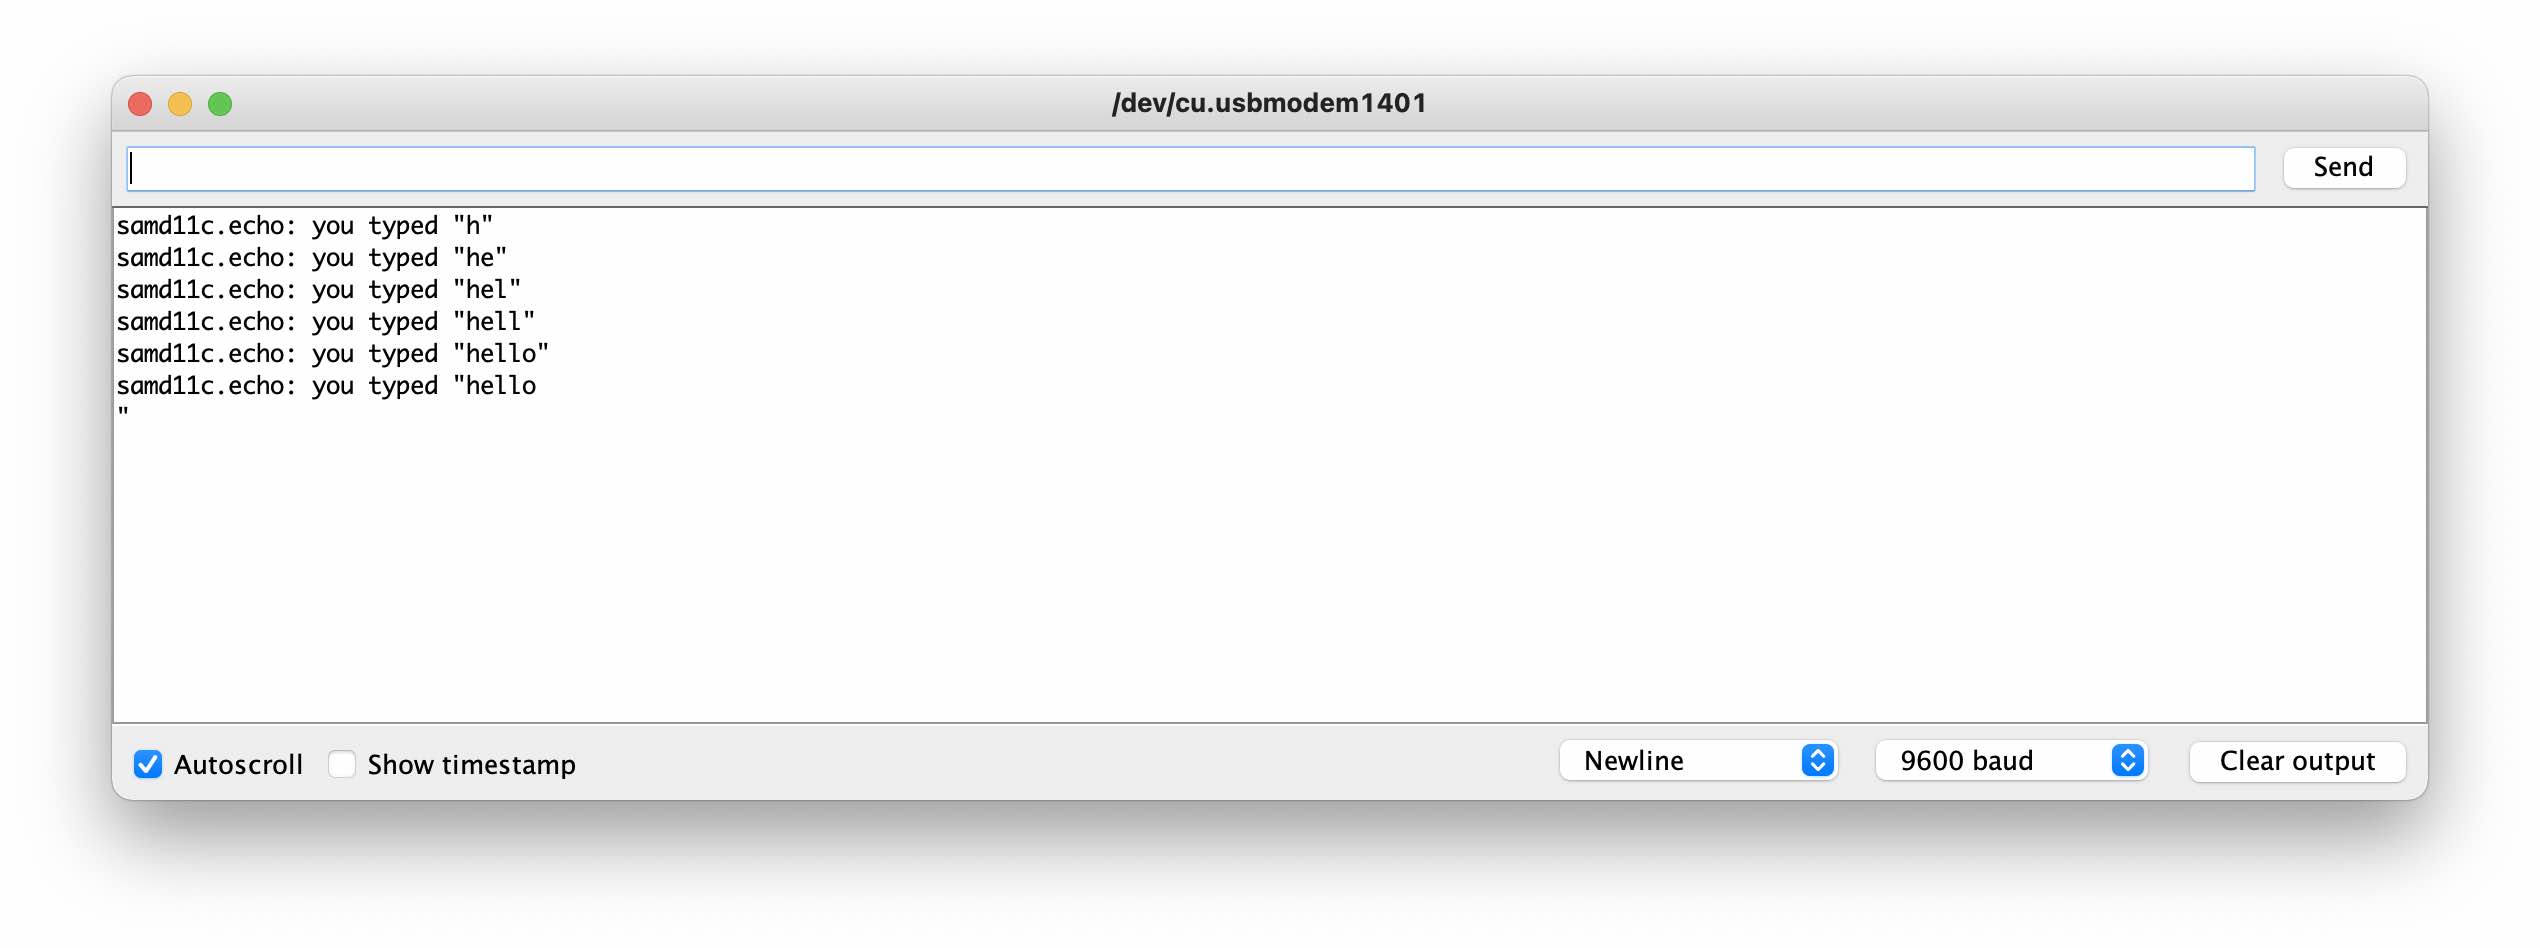 /dev/cu.usbmodem1401
Send
samd11c.echo: you typed "h"
samd11c.echo: you typed "he"
samd11c.echo: you typed "hel"
samd11c.echo: you typed "hell"
samd11c.echo: you typed "hello"
samd11c.echo: you typed "hello
"
Autoscroll Show timestamp Newline 9600 baud Clear output